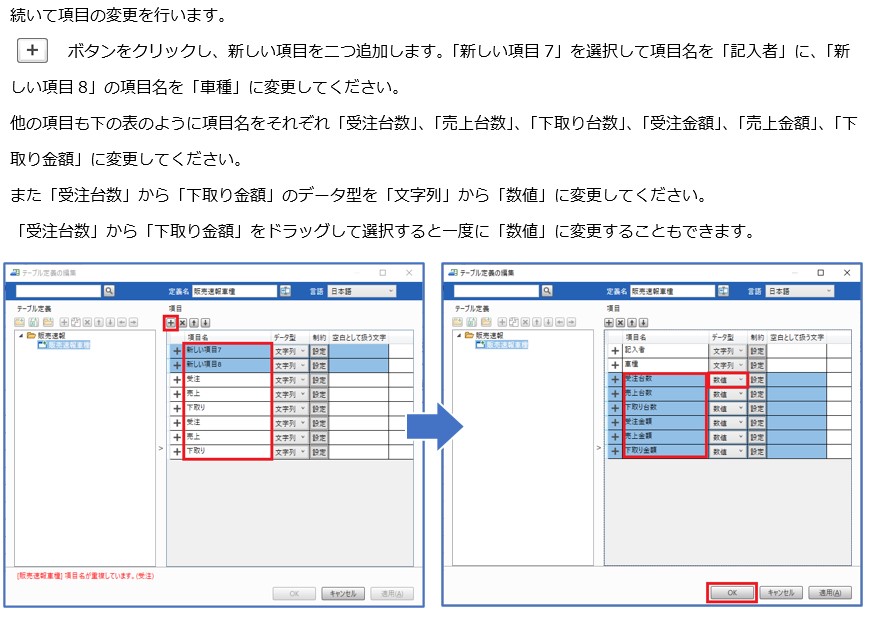 続いて項目の変更を行います。
+ ボタンをクリックし、新しい項目を二つ追加します。「新しい項目7」を選択して項目名を「記入者」に、「新
しい項目8」の項目名を「車種」に変更してください。
他の項目も下の表のように項目名をそれぞれ「受注台数」、「売上台数」、「下取り台数」、「受注金額」、「売上金額」、「下
取り金額」に変更してください。
また「受注台数」から「下取り金額」のデータ型を「文字列」から「数値」に変更してください。
「受注台数」から「下取り金額」をドラッグして選択すると一度に「数値」に変更することもできます。
テーブル定義の編集
定義名 販売速報車種 言語 日本語
テーブル定義 項目
販売速報
販売速報車種
項目名 データ型 制約 空白として扱う文字
新しい項目7 文字列 設定
新しい項目8 文字列 設定
受注 文字列 設定
売上 文字列 設定
下取り 文字列 設定
受注 文字列 設定
売上 文字列 設定
下取り 文字列 設定
>
[販売速報車種] 項目名が重複しています。(受注)
OK キャンセル 適用(A)
テーブル定義の編集
定義名 販売速報車種 言語 日本語
テーブル定義 項目
販売速報
販売速報車種
項目名 データ型 制約 空白として扱う文字
記入者 文字列 設定
車種 文字列 設定
受注台数 数値 設定
売上台数 数値 設定
下取り台数 数値 設定
受注金額 数値 設定
売上金額 数値 設定
下取り金額 数値 設定
>
OK キャンセル 適用(A)